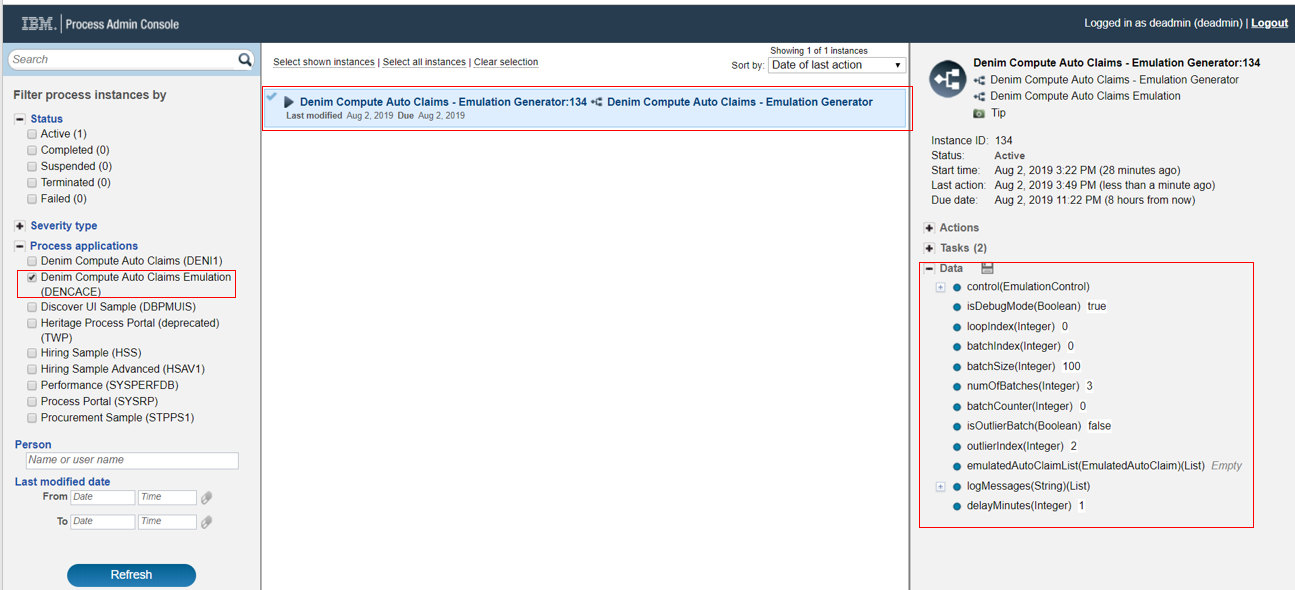 IBM. Process Admin Console
Logged in as deadmin (deadmin) | Logout
Search
Filter process instances by
Status
Active (1)
Completed (0)
Suspended (0)
Terminated (0)
Failed (0)
Severity type
Process applications
Denim Compute Auto Claims (DENI1)
Denim Compute Auto Claims Emulation
(DENCACE)
Discover UI Sample (DBPMUIS)
Heritage Process Portal (deprecated)
(TWP)
Hiring Sample (HSS)
Hiring Sample Advanced (HSAV1)
Performance (SYSPERFDB)
Process Portal (SYSRP)
Procurement Sample (STPPS1)
Person
Name or user name
Last modified date
From Date Time
To Date Time
Refresh
Select shown instances | Select all instances | Clear selection
Showing 1 of 1 instances
Sort by: Date of last action
Denim Compute Auto Claims - Emulation Generator:134 Denim Compute Auto Claims - Emulation Generator
Last modified Aug 2, 2019 Due Aug 2, 2019
Denim Compute Auto Claims - Emulation Generator:134
Denim Compute Auto Claims - Emulation Generator
Denim Compute Auto Claims Emulation
Tip
Instance ID: 134
Status: Active
Start time: Aug 2, 2019 3:22 PM (28 minutes ago)
Last action: Aug 2, 2019 3:49 PM (less than a minute ago)
Due date: Aug 2, 2019 11:22 PM (8 hours from now)
Actions
Tasks (2)
Data
control(EmulationControl)
isDebugMode(Boolean) true
loopIndex(Integer) 0
batchIndex(Integer) 0
batchSize(Integer) 100
numOfBatches(Integer) 3
batchCounter(Integer) 0
isOutlierBatch(Boolean) false
outlierIndex(Integer) 2
emulatedAutoClaimList(EmulatedAutoClaim)(List) Empty
logMessages(String)(List)
delayMinutes(Integer) 1